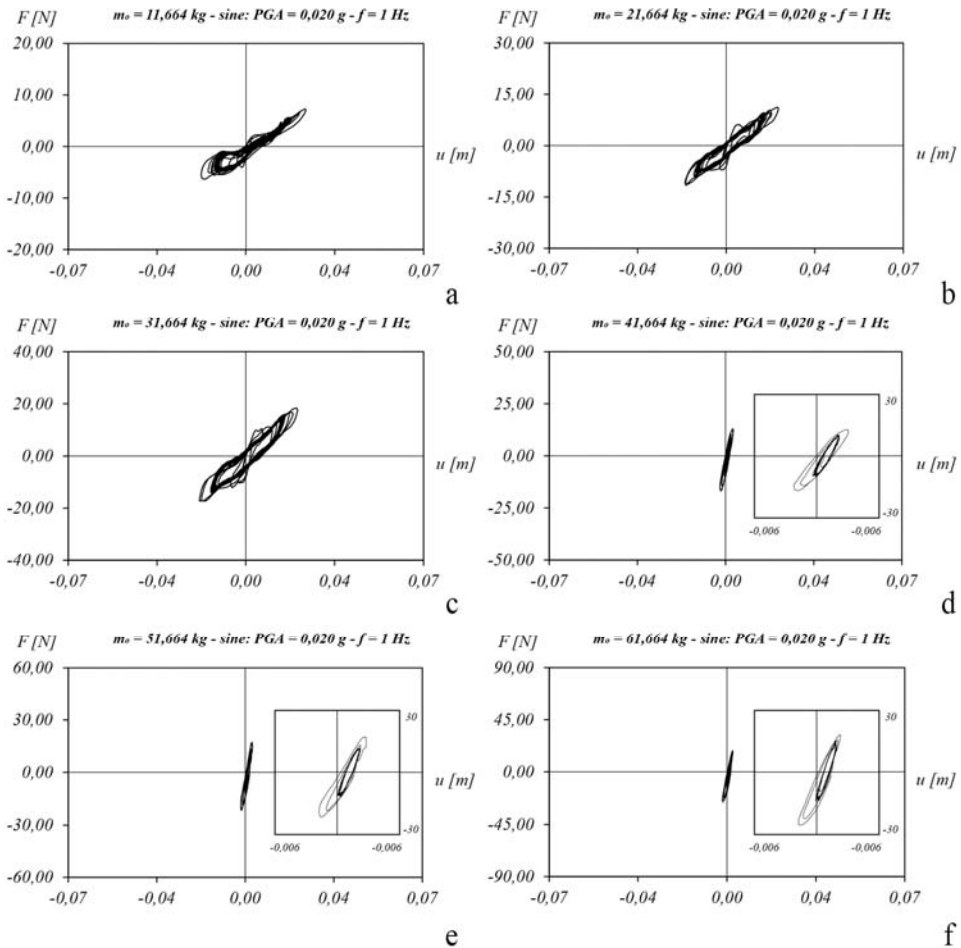 F [N] mₒ = 11,664 kg - sine: PGA = 0,020 g - f = 1 Hz
20,00
10,00
0,00
u [m]
-10,00
-20,00
-0,07 -0,04 0,00 0,04 0,07
a
F [N] mₒ = 21,664 kg - sine: PGA = 0,020 g - f = 1 Hz
30,00
15,00
0,00
u [m]
-15,00
-30,00
-0,07 -0,04 0,00 0,04 0,07
b
F [N] mₒ = 31,664 kg - sine: PGA = 0,020 g - f = 1 Hz
40,00
20,00
0,00
u [m]
-20,00
-40,00
-0,07 -0,04 0,00 0,04 0,07
c
F [N] mₒ = 41,664 kg - sine: PGA = 0,020 g - f = 1 Hz
50,00
25,00
0,00
u [m]
-25,00
-50,00
30
-30
-0,006 -0,006
-0,07 -0,04 0,00 0,04 0,07
d
F [N] mₒ = 51,664 kg - sine: PGA = 0,020 g - f = 1 Hz
60,00
30,00
0,00
u [m]
-30,00
-60,00
30
-30
-0,006 -0,006
-0,07 -0,04 0,00 0,04 0,07
e
F [N] mₒ = 61,664 kg - sine: PGA = 0,020 g - f = 1 Hz
90,00
45,00
0,00
u [m]
-45,00
-90,00
30
-30
-0,006 -0,006
-0,07 -0,04 0,00 0,04 0,07
f